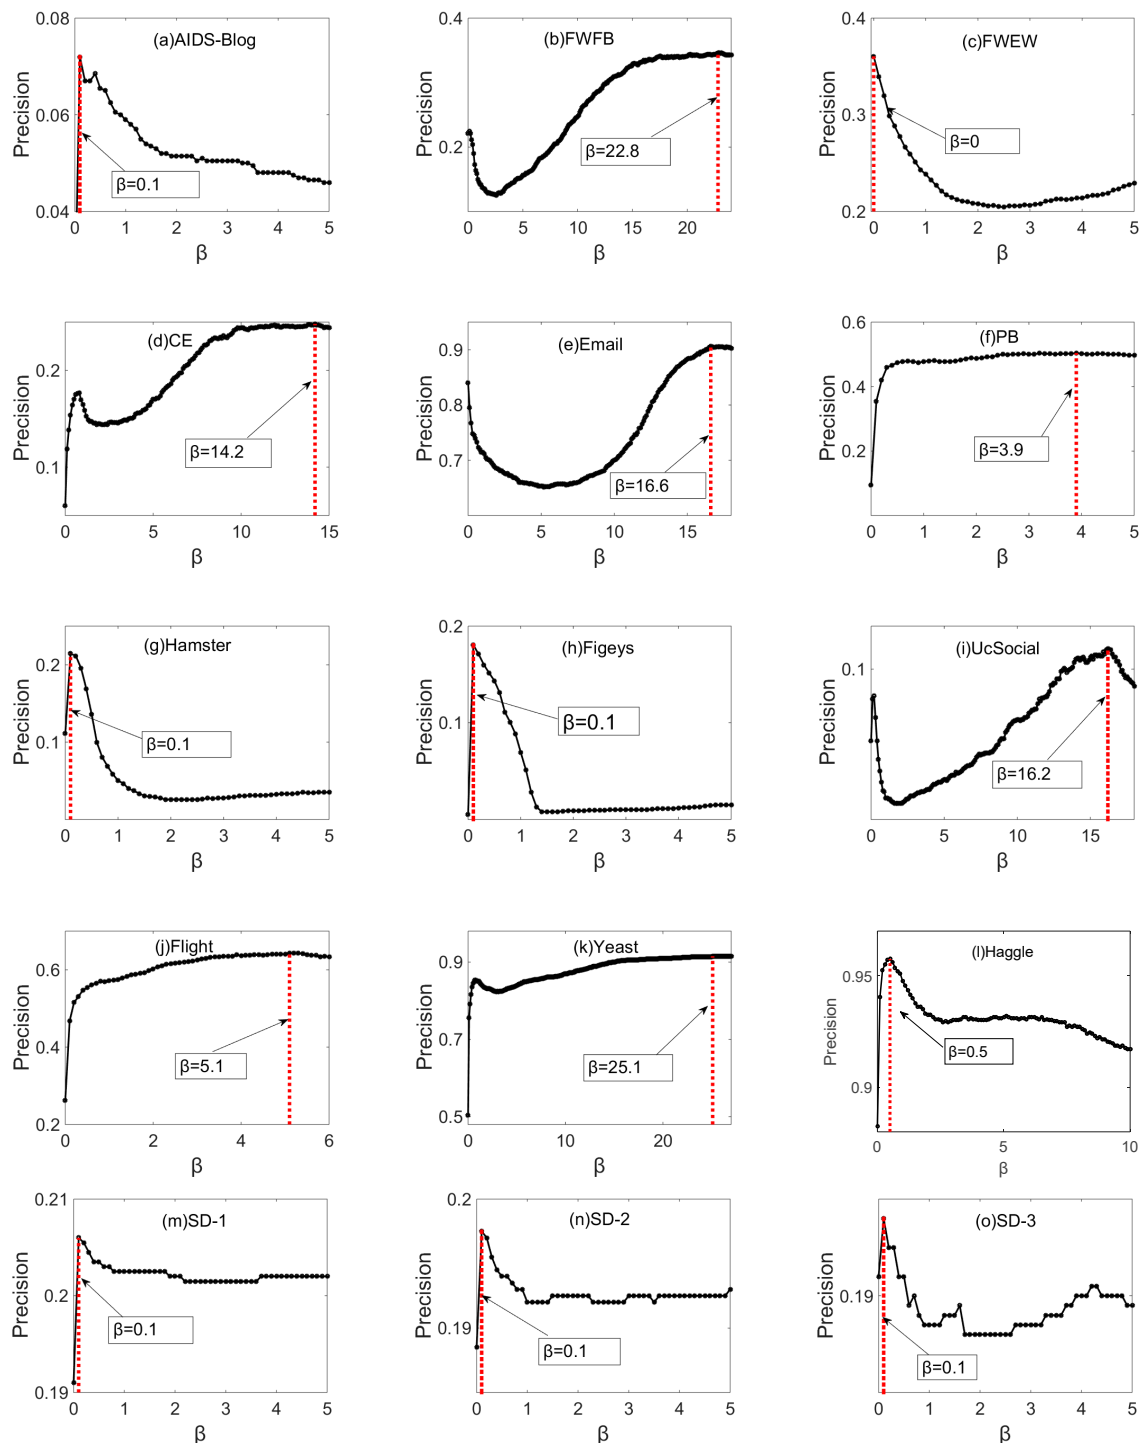 (a)AIDS-Blog
0.08
0.06
0.04
Precision
β=0.1
0 1 2 3 4 5
β
(b)FWFB
0.4
0.2
Precision
β=22.8
0 5 10 15 20
β
(c)FWEW
0.4
0.3
0.2
Precision
β=0
0 1 2 3 4 5
β
(d)CE
0.2
0.1
Precision
β=14.2
0 5 10 15
β
(e)Email
0.9
0.8
0.7
Precision
β=16.6
0 5 10 15
β
(f)PB
0.6
0.4
0.2
Precision
β=3.9
0 1 2 3 4 5
β
(g)Hamster
0.2
0.1
Precision
β=0.1
0 1 2 3 4 5
β
(h)Figeys
0.2
0.1
Precision
β=0.1
0 1 2 3 4 5
β
(i)UcSocial
0.1
Precision
β=16.2
0 5 10 15
β
(j)Flight
0.6
0.4
0.2
Precision
β=5.1
0 2 4 6
β
(k)Yeast
0.9
0.7
0.5
Precision
β=25.1
0 10 20
β
(l)Haggle
0.95
0.9
Precision
β=0.5
0 5 10
β
(m)SD-1
0.21
0.2
0.19
Precision
β=0.1
0 1 2 3 4 5
β
(n)SD-2
0.2
0.19
Precision
β=0.1
0 1 2 3 4 5
β
(o)SD-3
0.19
Precision
β=0.1
0 1 2 3 4 5
β